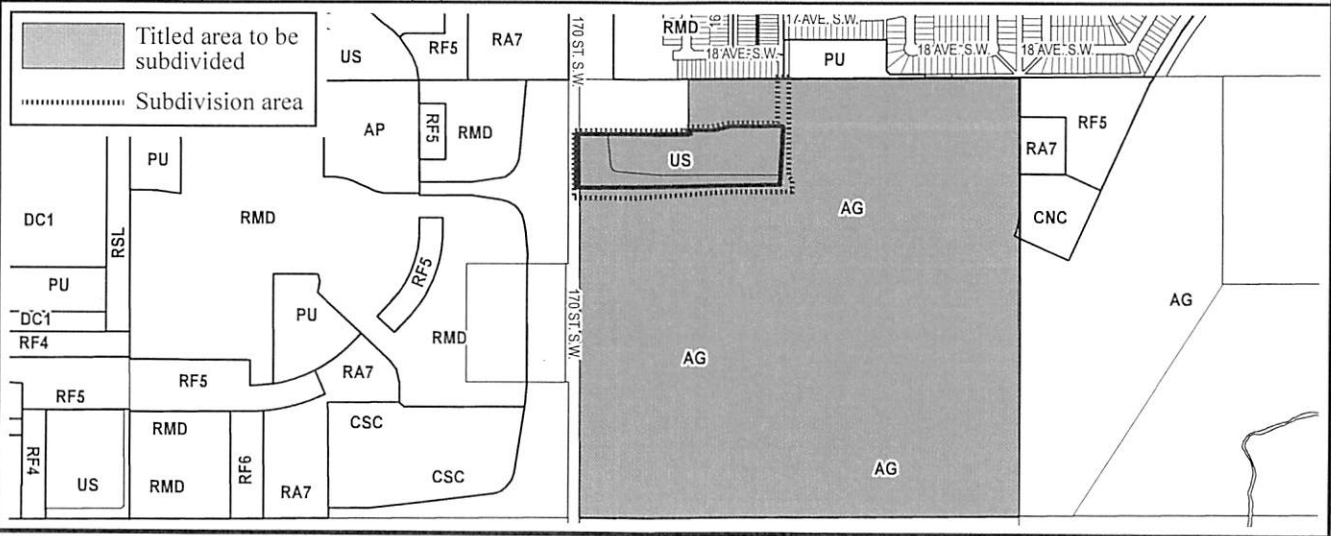 Titled area to be
subdivided
Subdivision area
US
RF5
RA7
170 ST. S.W.
RMD
16
17 AVE. S.W.
18 AVE. S.W.
PU
18 AVE. S.W.
18 AVE. S.W.
AP
RF5
RMD
PU
US
RF5
RA7
DC1
RSL
RMD
AG
CNC
RF5
PU
DC1
RF4
PU
170 ST. S.W.
RMD
AG
RF5
RF5
RA7
AG
RMD
CSC
RF4
US
RMD
RF6
RA7
CSC
AG